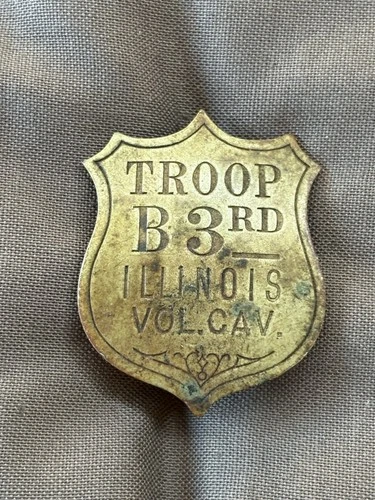 TROOP
B 3RD
ILLINOIS
VOL.CAV.